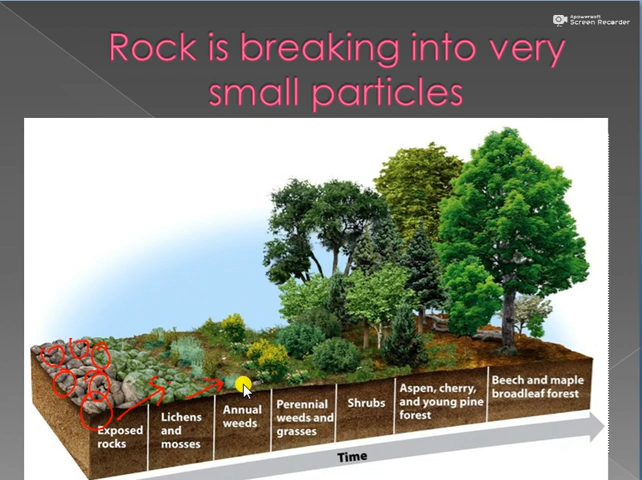 Apowersoft
Screen Recorder
Rock is breaking into very
small particles
Exposed
rocks
Lichens
and
mosses
Annual
weeds
Perennial
weeds and
grasses
Shrubs
Aspen, cherry,
and young pine
forest
Beech and maple
broadleaf forest
Time